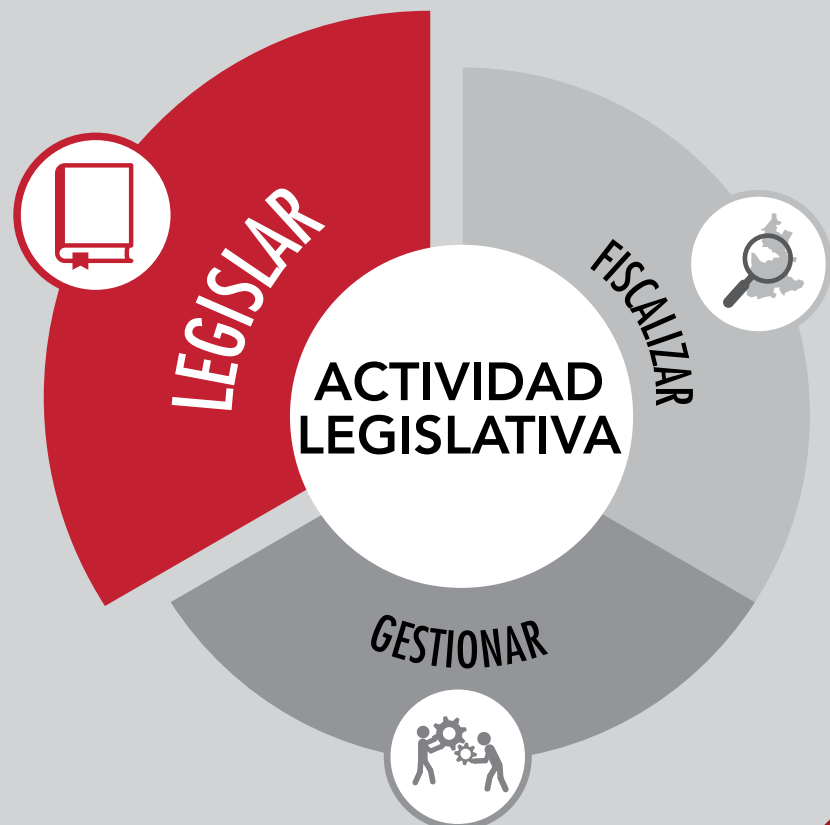 LEGISLAR
FISCALIZAR
ACTIVIDAD
LEGISLATIVA
GESTIONAR